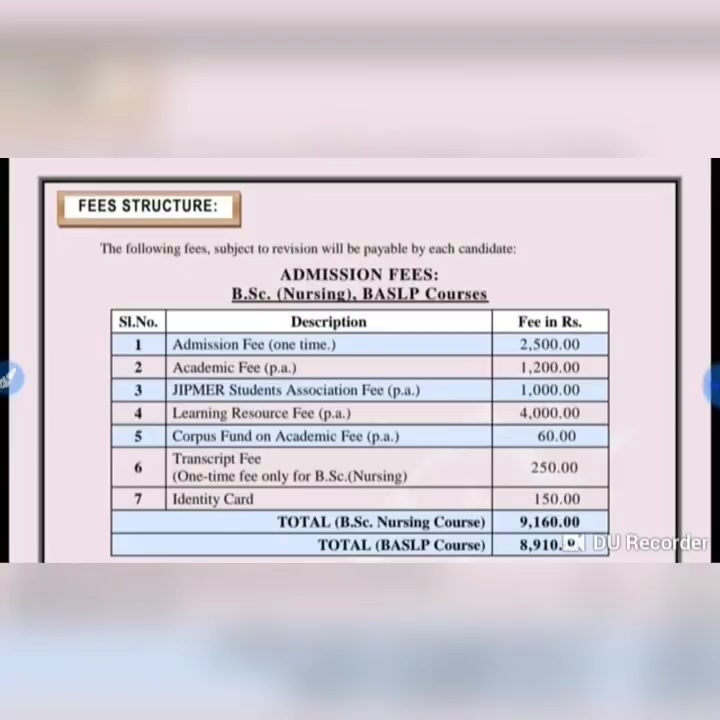 FEES STRUCTURE:
The following fees, subject to revision will be payable by each candidate:
ADMISSION FEES:
B.Sc. (Nursing), BASLP Courses
Sl.No. Description Fee in Rs.
1 Admission Fee (one time.) 2,500.00
2 Academic Fee (p.a.) 1,200.00
3 JIPMER Students Association Fee (p.a.) 1,000.00
4 Learning Resource Fee (p.a.) 4,000.00
5 Corpus Fund on Academic Fee (p.a.) 60.00
6 Transcript Fee
(One-time fee only for B.Sc.(Nursing) 250.00
7 Identity Card 150.00
TOTAL (B.Sc. Nursing Course) 9,160.00
TOTAL (BASLP Course) 8,910.
DU Recorder